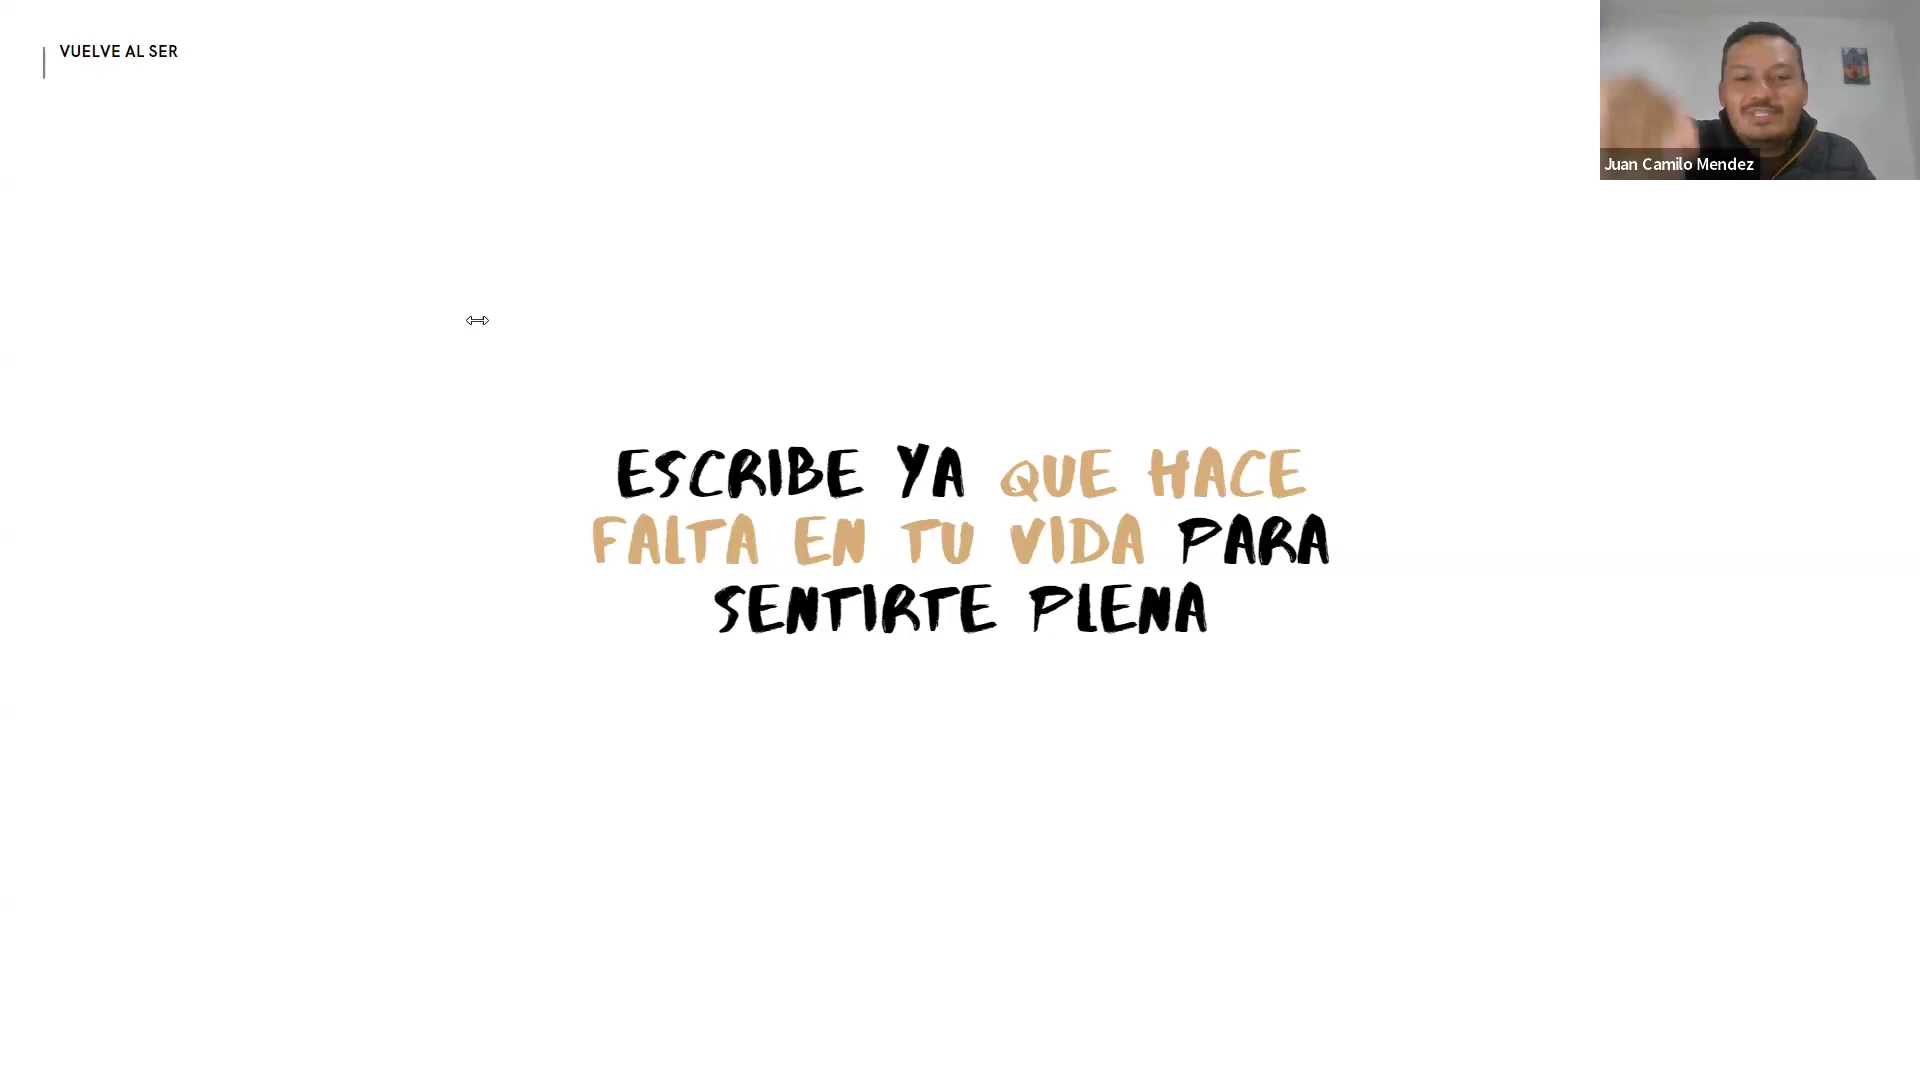 VUELVE AL SER
Juan Camilo Mendez
ESCRIBE YA QUE HACE
FALTA EN TU VIDA PARA
SENTIRTE PLENA